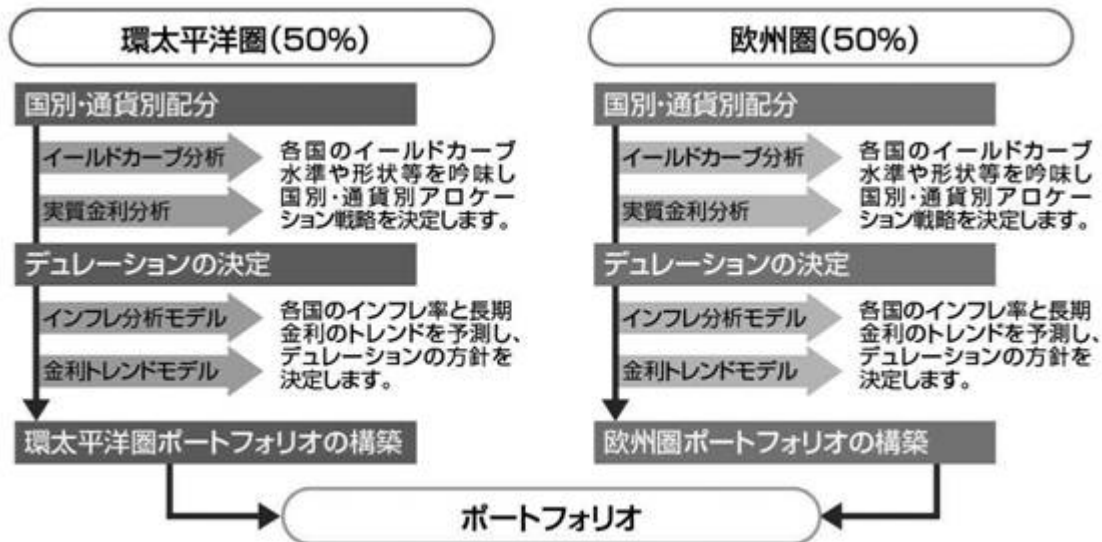 環太平洋圏(50%)
国別・通貨別配分
イールドカーブ分析
実質金利分析
各国のイールドカーブ
水準や形状等を吟味し
国別・通貨別アロケー
ション戦略を決定します。
デュレーションの決定
インフレ分析モデル
金利トレンドモデル
各国のインフレ率と長期
金利のトレンドを予測し、
デュレーションの方針を
決定します。
環太平洋圏ポートフォリオの構築
欧州圏(50%)
国別・通貨別配分
イールドカーブ分析
実質金利分析
各国のイールドカーブ
水準や形状等を吟味し
国別・通貨別アロケー
ション戦略を決定します。
デュレーションの決定
インフレ分析モデル
金利トレンドモデル
各国のインフレ率と長期
金利のトレンドを予測し、
デュレーションの方針を
決定します。
欧州圏ポートフォリオの構築
ポートフォリオ